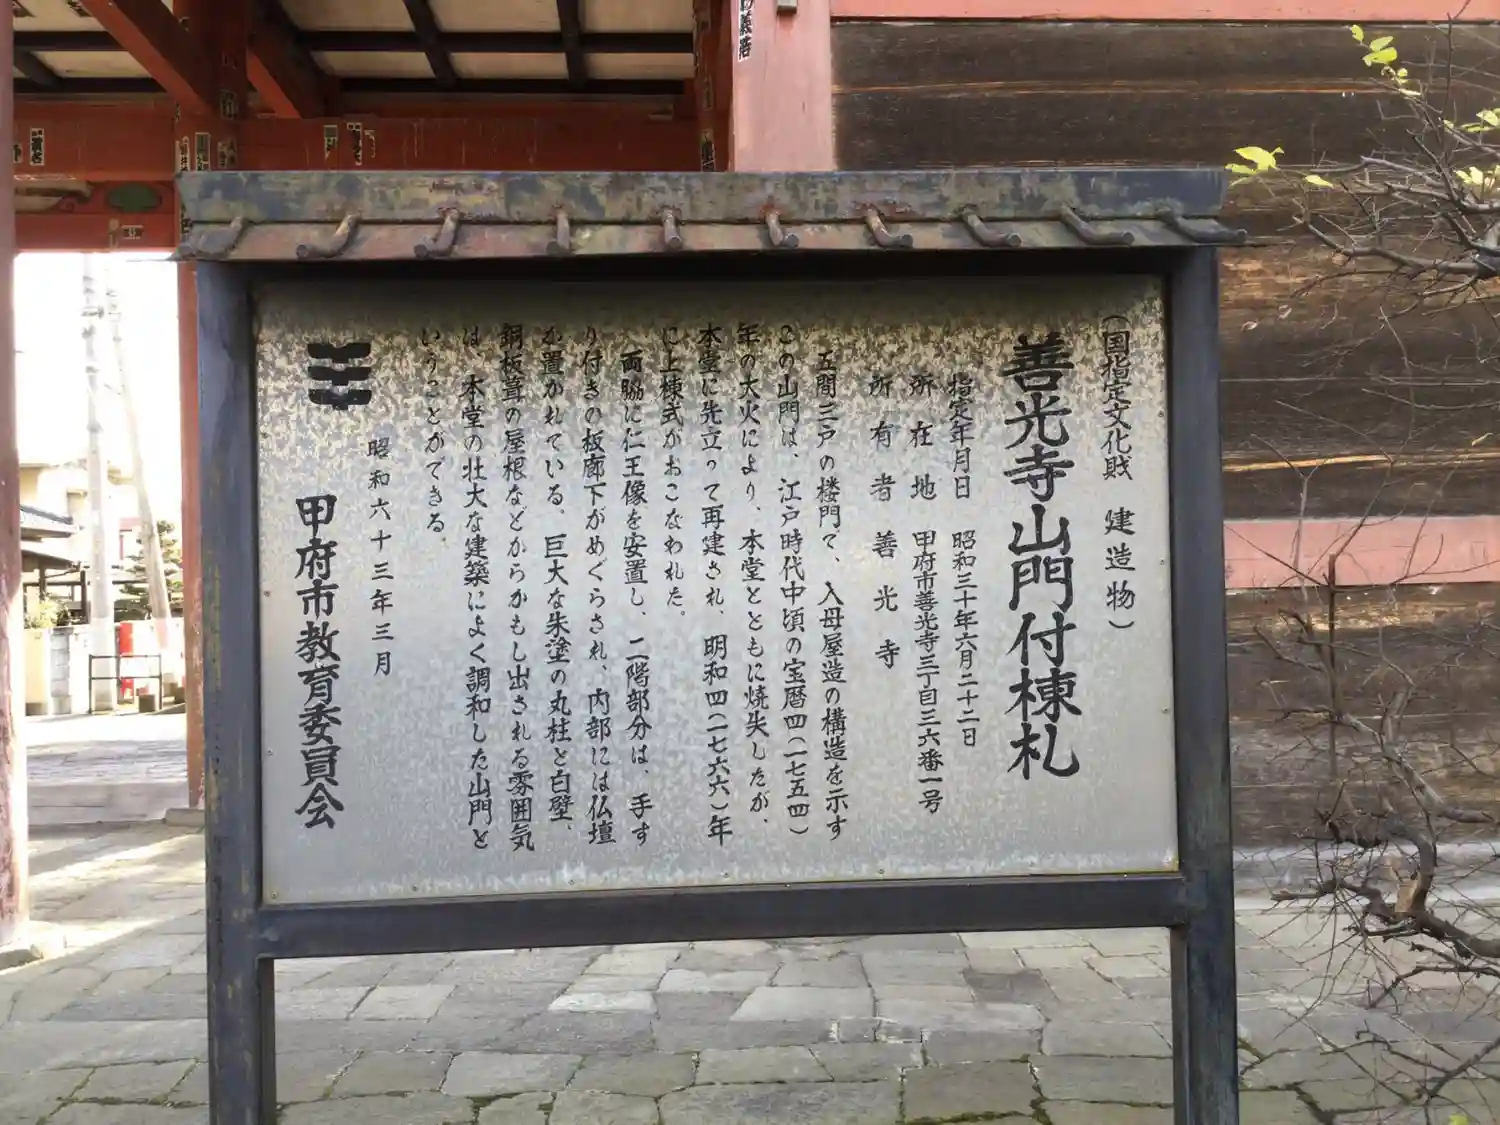 （国指定文化財　建造物）
善光寺山門付棟札
指定年月日　昭和三十年六月二十二日
所在地　甲府市善光寺三丁目三六番一号
所有者　善光寺
五間三戸の楼門で、入母屋造の構造を示す
この山門は、江戸時代中頃の宝暦四（一七五四）
年の大火により、本堂とともに焼失したが、
本堂に先立って再建され、明和四（一七六六）年
に上棟式がおこなわれた。
両脇に仁王像を安置し、二階部分は、手す
り付きの板廊下がめぐらされ、内部には仏壇
が置かれている。巨大な朱塗の丸柱と白壁、
銅板葺の屋根などからかもし出される雰囲気
は、本堂の壮大な建築によく調和した山門と
いうことができる。
昭和六十三年三月
甲府市教育委員会